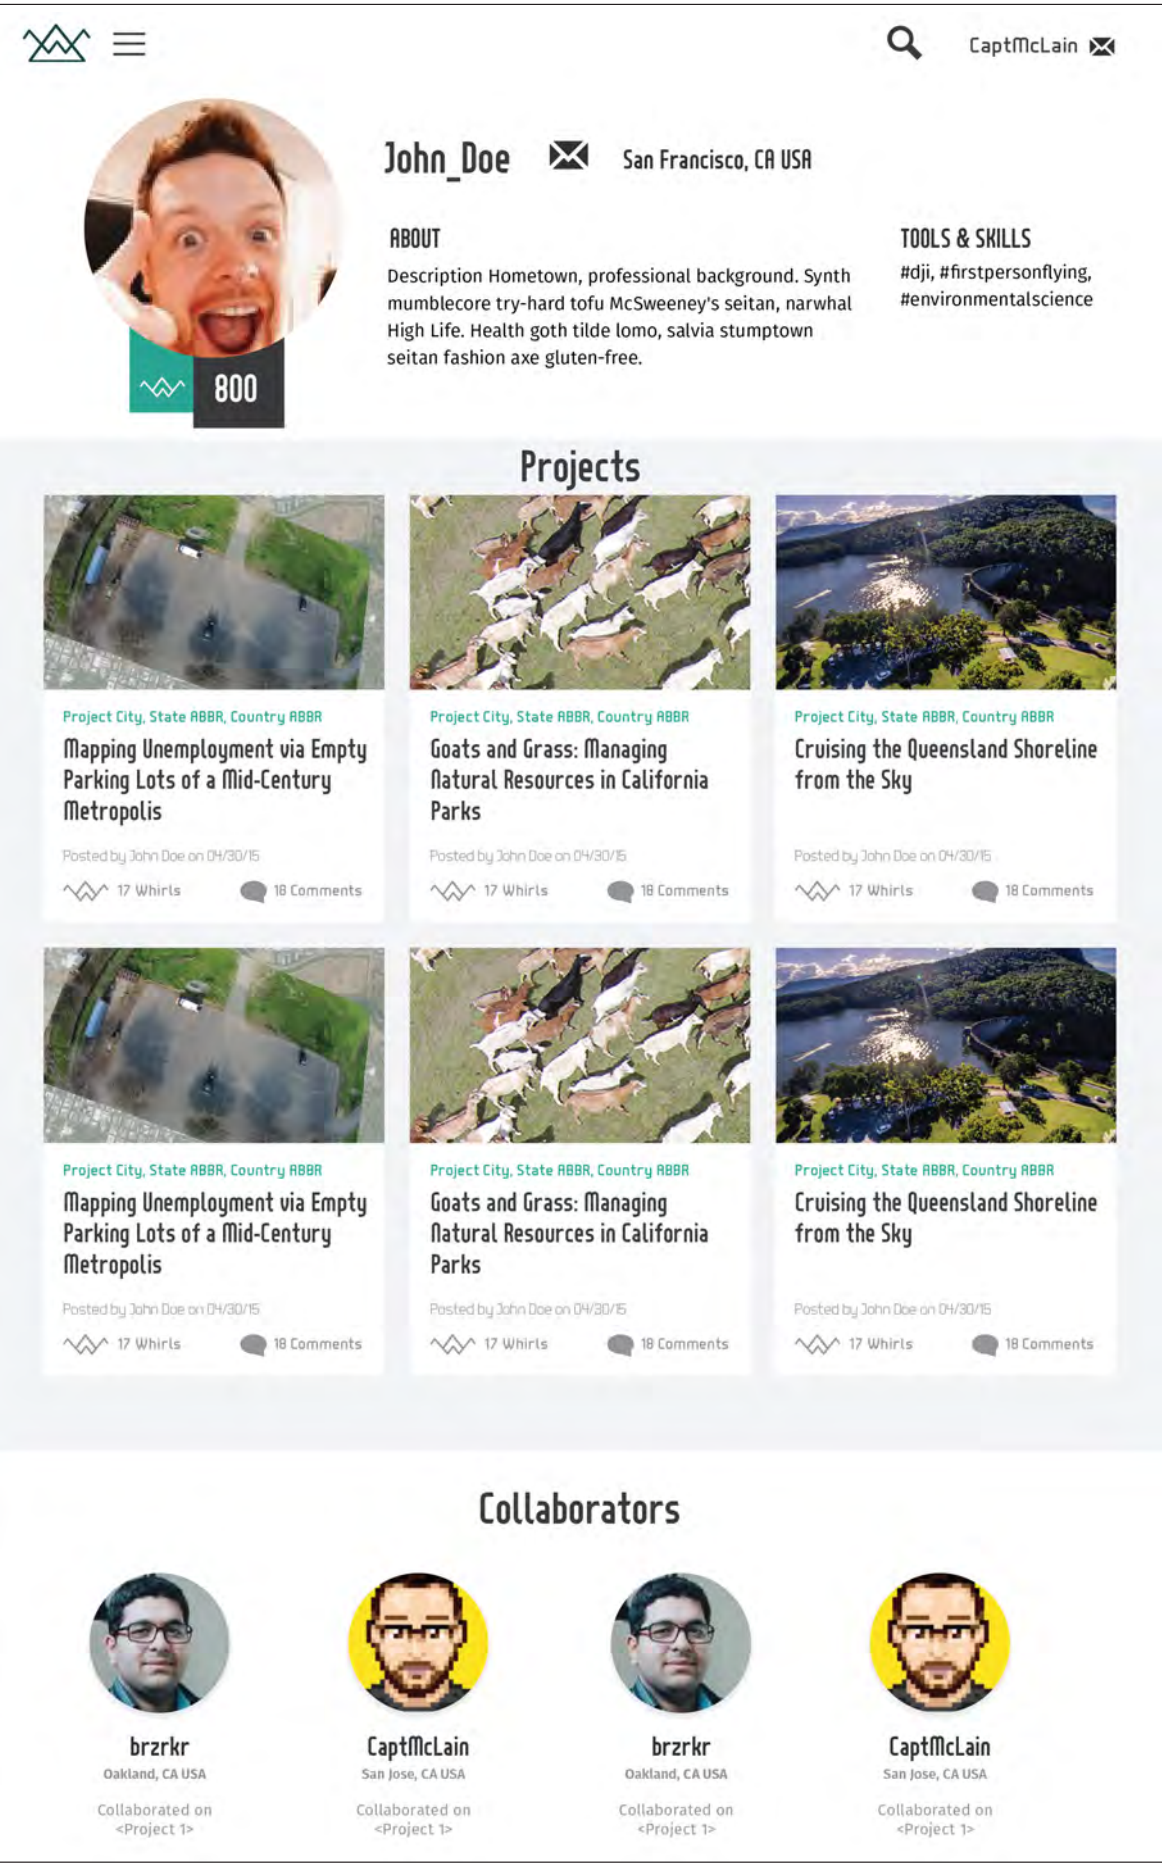 CaptMcLain
John_Doe
San Francisco, CA USA
ABOUT
Description Hometown, professional background. Synth
mumblecore try-hard tofu McSweeney's seitan, narwhal
High Life. Health goth tilde lomo, salvia stumptown
seitan fashion axe gluten-free.
TOOLS & SKILLS
#dji, #firstpersonflying,
#environmentalscience
800
Projects
Project City, State ABBR, Country ABBR
Mapping Unemployment via Empty
Parking Lots of a Mid-Century
Metropolis
Posted by John Doe on 04/30/15
17 Whirls
18 Comments
Project City, State ABBR, Country ABBR
Goats and Grass: Managing
Natural Resources in California
Parks
Posted by John Doe on 04/30/15
17 Whirls
18 Comments
Project City, State ABBR, Country ABBR
Cruising the Queensland Shoreline
from the Sky
Posted by John Doe on 04/30/15
17 Whirls
18 Comments
Project City, State ABBR, Country ABBR
Mapping Unemployment via Empty
Parking Lots of a Mid-Century
Metropolis
Posted by John Doe on 04/30/15
17 Whirls
18 Comments
Project City, State ABBR, Country ABBR
Goats and Grass: Managing
Natural Resources in California
Parks
Posted by John Doe on 04/30/15
17 Whirls
18 Comments
Project City, State ABBR, Country ABBR
Cruising the Queensland Shoreline
from the Sky
Posted by John Doe on 04/30/15
17 Whirls
18 Comments
Collaborators
brzrkr
Oakland, CA USA
Collaborated on
<Project 1>
CaptMcLain
San Jose, CA USA
Collaborated on
<Project 1>
brzrkr
Oakland, CA USA
Collaborated on
<Project 1>
CaptMcLain
San Jose, CA USA
Collaborated on
<Project 1>